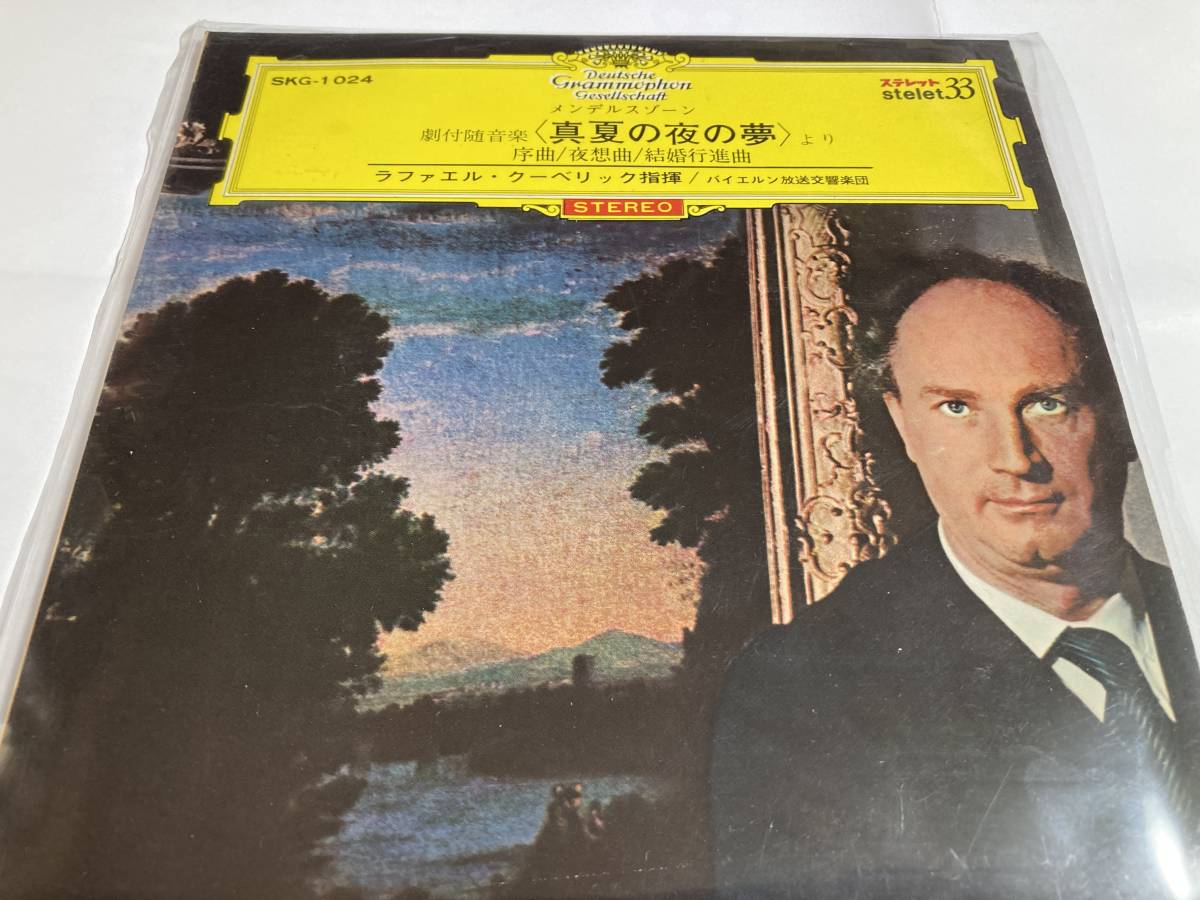 SKG-1024
Deutsche
Grammophon
Gesellschaft
ステレット
stelet 33
メンデルスゾーン
劇付随音楽〈真夏の夜の夢〉より
序曲/夜想曲/結婚行進曲
ラファエル・クーベリック指揮/バイエルン放送交響楽団
STEREO